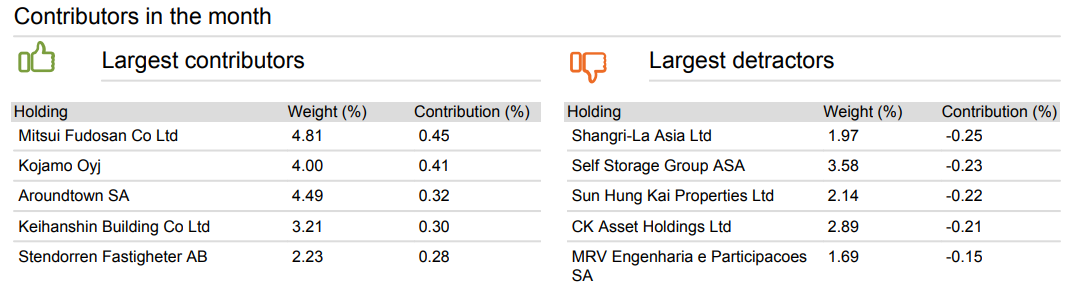 Contributors in the month
Largest contributors
Holding Weight (%) Contribution (%)
Mitsui Fudosan Co Ltd 4.81 0.45
Kojamo Oyj 4.00 0.41
Aroundtown SA 4.49 0.32
Keihanshin Building Co Ltd 3.21 0.30
Stendorren Fastigheter AB 2.23 0.28
Largest detractors
Holding Weight (%) Contribution (%)
Shangri-La Asia Ltd 1.97 -0.25
Self Storage Group ASA 3.58 -0.23
Sun Hung Kai Properties Ltd 2.14 -0.22
CK Asset Holdings Ltd 2.89 -0.21
MRV Engenharia e Participacoes 1.69 -0.15
SA